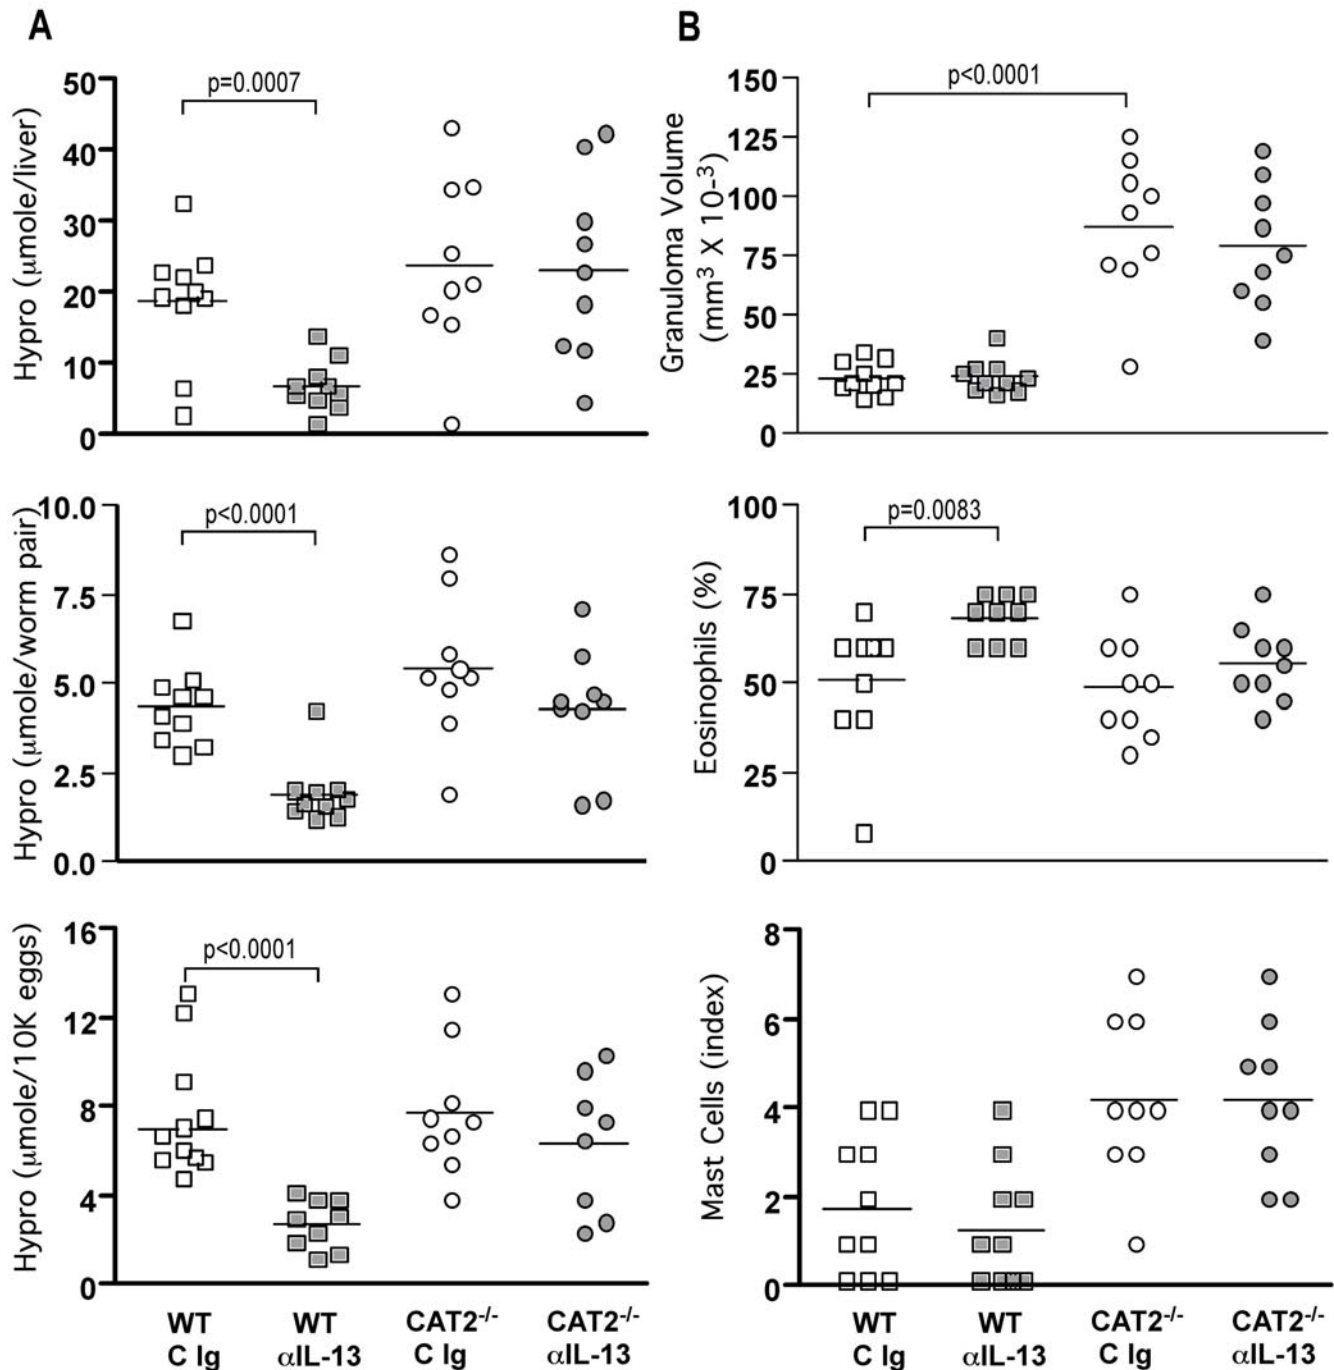 A
Hypro (μmole/liver)
50
40
30
20
10
0
p=0.0007
Hypro (μmole/worm pair)
10.0
7.5
5.0
2.5
0.0
p<0.0001
Hypro (μmole/10K eggs)
16
12
8
4
0
p<0.0001
WT
C Ig
WT
αIL-13
CAT2-/-
C Ig
CAT2-/-
αIL-13
B
Granuloma Volume
(mm³ X 10-³)
150
125
100
75
50
25
0
p<0.0001
Eosinophils (%)
100
75
50
25
0
p=0.0083
Mast Cells (index)
8
6
4
2
0
WT
C Ig
WT
αIL-13
CAT2-/-
C Ig
CAT2-/-
αIL-13